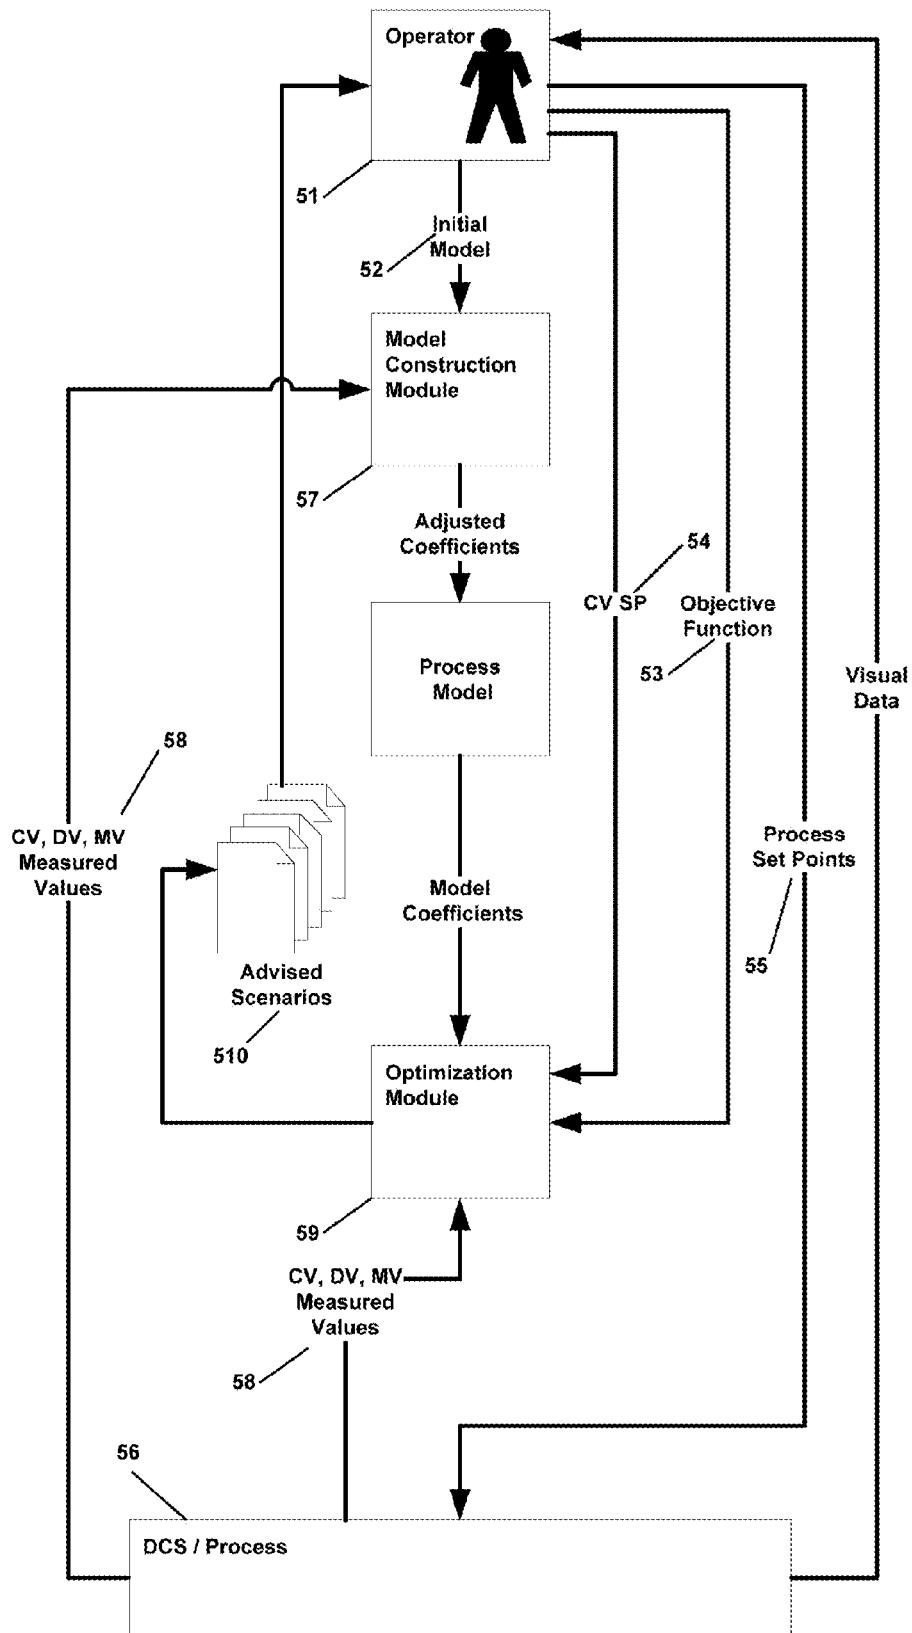 Operator
51
Initial
Model
52
Model
Construction
Module
57
Adjusted
Coefficients
54
CV SP
Objective
Function
53
Process
Model
Visual
Data
58
CV, DV, MV
Measured
Values
Process
Set Points
55
Model
Coefficients
Advised
Scenarios
510
Optimization
Module
59
CV, DV, MV
Measured
Values
58
56
DCS / Process